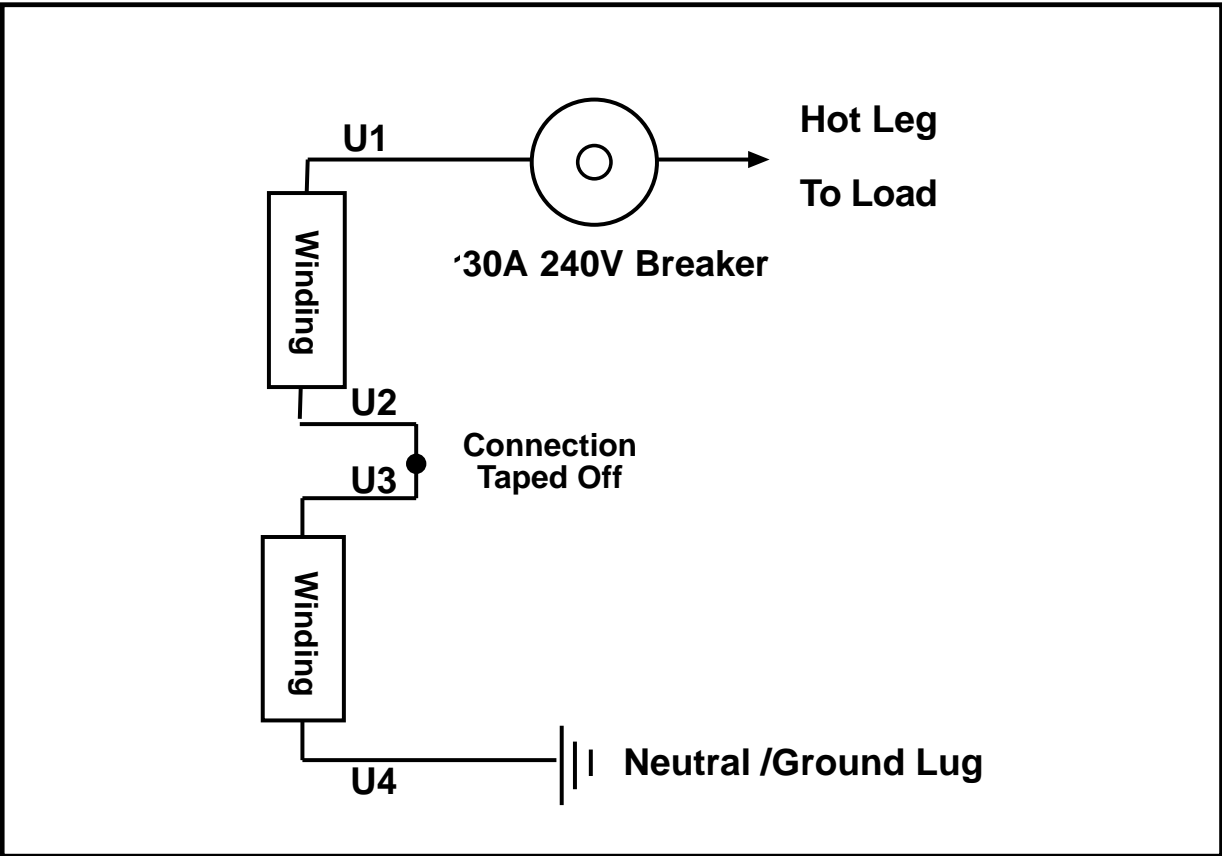 U1
Hot Leg
To Load
30A 240V Breaker
Winding
U2
Connection
Taped Off
U3
Winding
Neutral /Ground Lug
U4